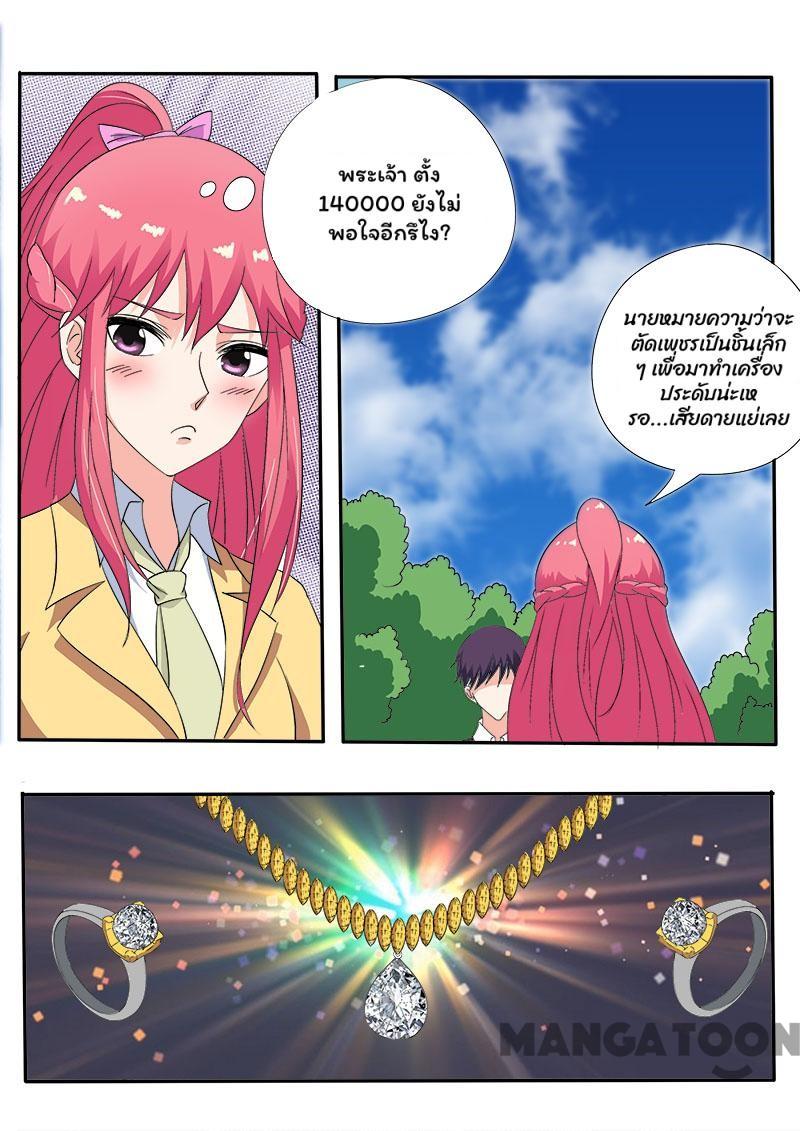 พระเจ้า ตั้ง
140000 ยังไม่
พอใจอีกรึไง?
นายหมายความว่าจะ
ตัดเพชรเป็นชิ้นเล็ก
ๆ เพื่อมาทำเครื่อง
ประดับน่ะเห
รอ...เสียดายแย่เลย
MANGATOON